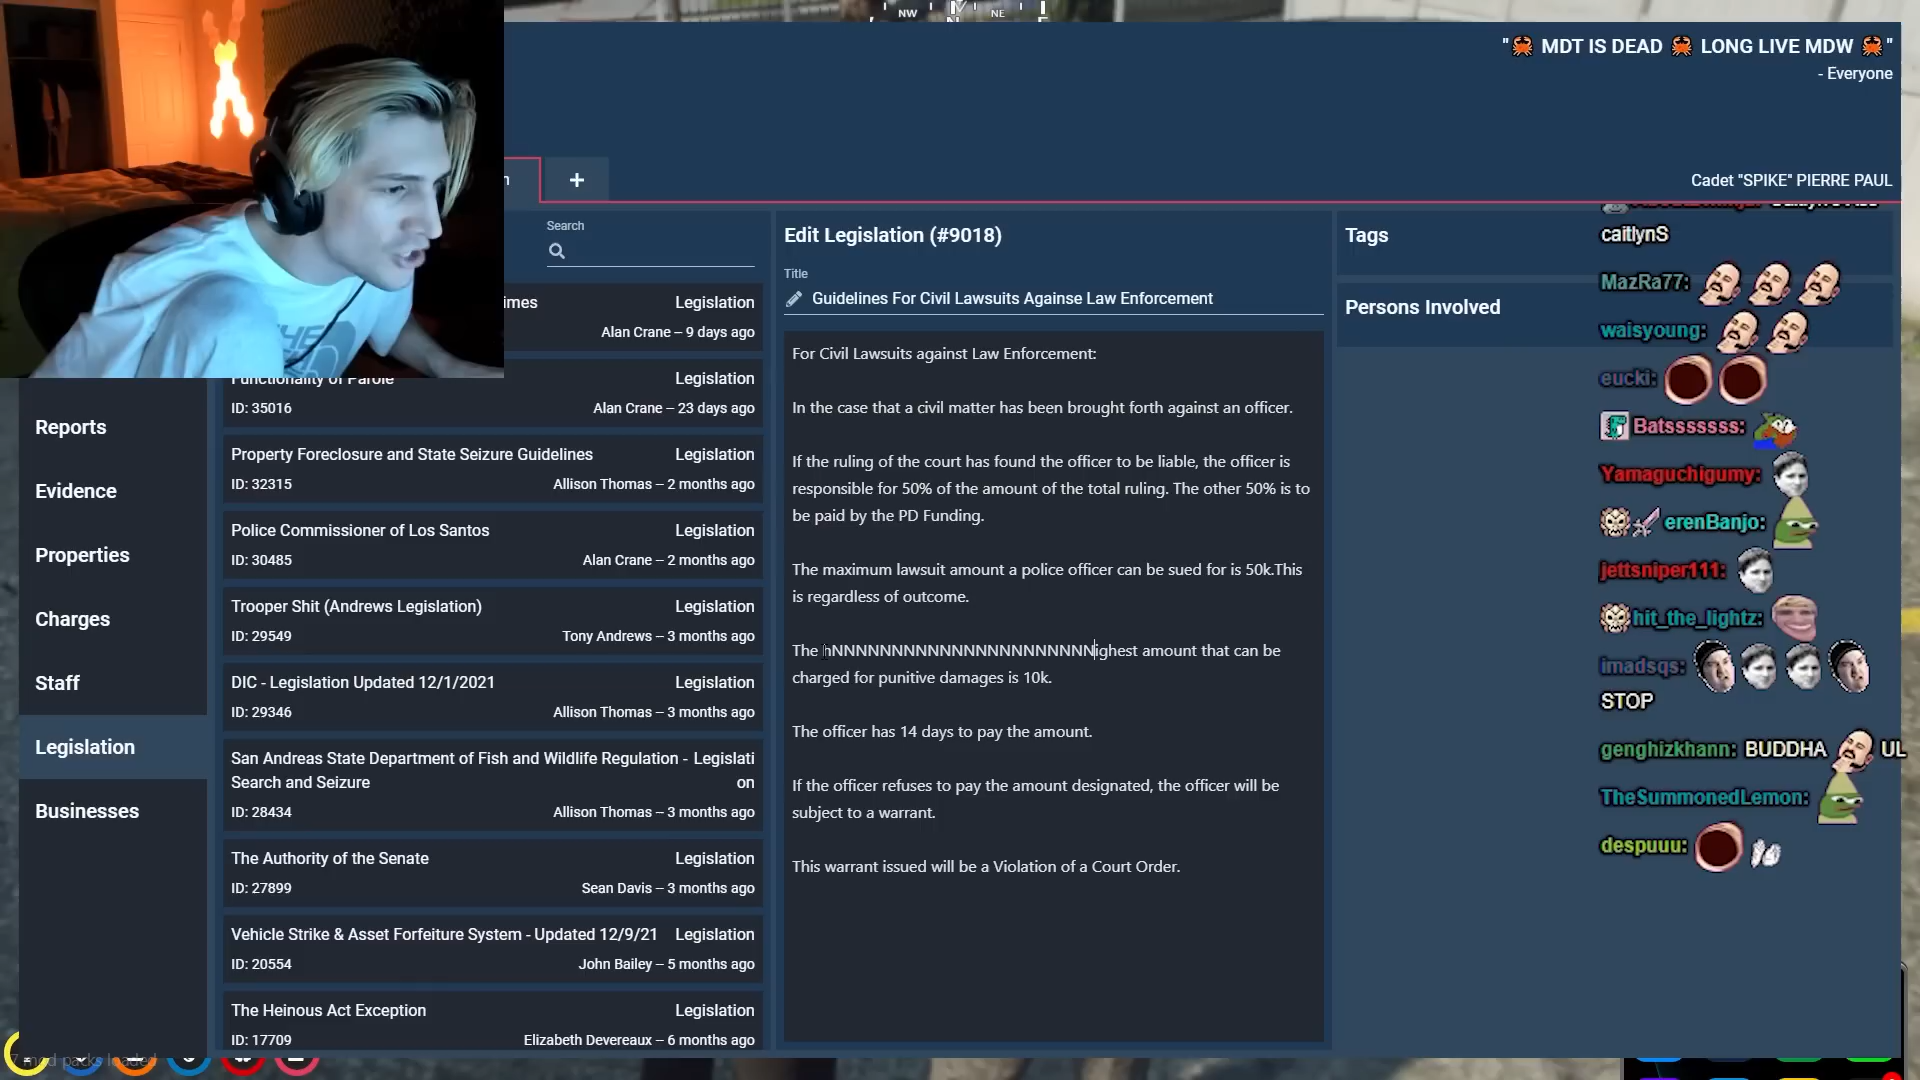 NW N NE E
"🦀 MDT IS DEAD 🦀 LONG LIVE MDW 🦀"
- Everyone
+
Cadet "SPIKE" PIERRE PAUL
Reports
Evidence
Properties
Charges
Staff
Legislation
Businesses
Search
Legislation
Alan Crane – 9 days ago
Functionality of Parole Legislation
ID: 35016 Alan Crane – 23 days ago
Property Foreclosure and State Seizure Guidelines Legislation
ID: 32315 Allison Thomas – 2 months ago
Police Commissioner of Los Santos Legislation
ID: 30485 Alan Crane – 2 months ago
Trooper Shit (Andrews Legislation) Legislation
ID: 29549 Tony Andrews – 3 months ago
DIC - Legislation Updated 12/1/2021 Legislation
ID: 29346 Allison Thomas – 3 months ago
San Andreas State Department of Fish and Wildlife Regulation - Legislati
Search and Seizure on
ID: 28434 Allison Thomas – 3 months ago
The Authority of the Senate Legislation
ID: 27899 Sean Davis – 3 months ago
Vehicle Strike & Asset Forfeiture System - Updated 12/9/21 Legislation
ID: 20554 John Bailey – 5 months ago
The Heinous Act Exception Legislation
ID: 17709 Elizabeth Devereaux – 6 months ago
Edit Legislation (#9018)
Title
Guidelines For Civil Lawsuits Againse Law Enforcement
For Civil Lawsuits against Law Enforcement:
In the case that a civil matter has been brought forth against an officer.
If the ruling of the court has found the officer to be liable, the officer is
responsible for 50% of the amount of the total ruling. The other 50% is to
be paid by the PD Funding.
The maximum lawsuit amount a police officer can be sued for is 50k.This
is regardless of outcome.
The hNNNNNNNNNNNNNNNNNNNNNNighest amount that can be
charged for punitive damages is 10k.
The officer has 14 days to pay the amount.
If the officer refuses to pay the amount designated, the officer will be
subject to a warrant.
This warrant issued will be a Violation of a Court Order.
Tags
Persons Involved
caitlynS
MazRa77:
waisyoung:
eucki:
Batsssssss:
Yamaguchigumy:
erenBanjo:
jettsniper111:
hit_the_lightz:
imadsqs:
STOP
genghizkhann: BUDDHA UL
TheSummonedLemon:
despuuu:
7 mod packs loaded